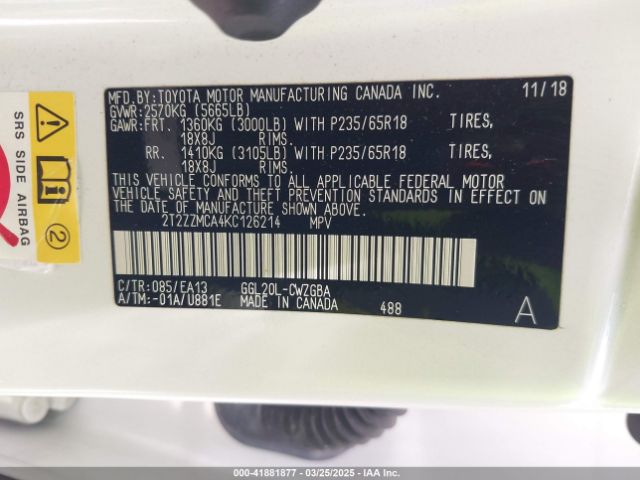 MFD.BY:TOYOTA MOTOR MANUFACTURING CANADA INC. 11/18
GVWR:2570KG (5665LB)
GAWR:FRT. 1360KG (3000LB) WITH P235/65R18 TIRES,
18X8J RIMS.
RR. 1410KG (3105LB) WITH P235/65R18 TIRES,
18X8J RIMS.
THIS VEHICLE CONFORMS TO ALL APPLICABLE FEDERAL MOTOR
VEHICLE SAFETY AND THEFT PREVENTION STANDARDS IN EFFECT ON
THE DATE OF MANUFACTURE SHOWN ABOVE.
2T2ZZMCA4KC126214 MPV
C/TR:085/EA13 GGL20L-CWZGBA
A/TM:-01A/U881E MADE IN CANADA 488 A
SRS SIDE AIRBAG
2
000-41881877 • 03/25/2025 - IAA Inc.